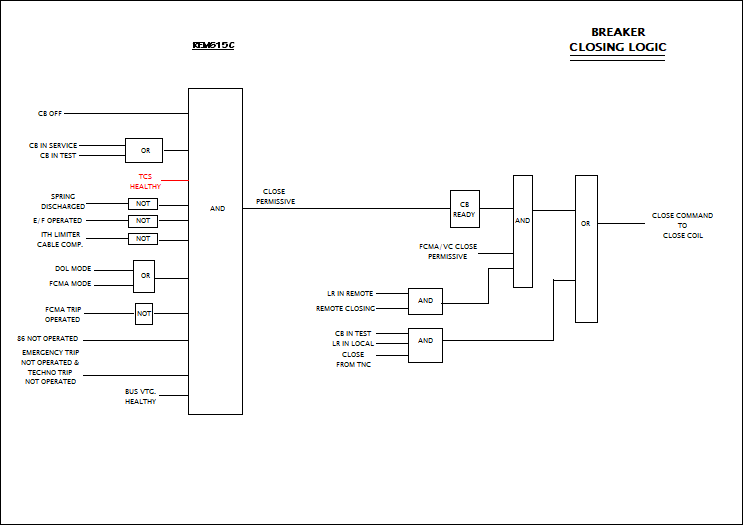 REM615C
BREAKER
CLOSING LOGIC
CB OFF
CB IN SERVICE
CB IN TEST
OR
TCS
HEALTHY
SPRING
DISCHARGED
NOT
E/F OPERATED
NOT
ITH LIMITER
CABLE COMP.
NOT
AND
CLOSE
PERMISSIVE
DOL MODE
FCMA MODE
OR
FCMA TRIP
OPERATED
NOT
86 NOT OPERATED
EMERGENCY TRIP
NOT OPERATED &
TECHNO TRIP
NOT OPERATED
BUS VTG.
HEALTHY
CB
READY
AND
FCMA/VC CLOSE
PERMISSIVE
LR IN REMOTE
REMOTE CLOSING
AND
CB IN TEST
LR IN LOCAL
CLOSE
FROM TNC
AND
OR
CLOSE COMMAND
TO
CLOSE COIL